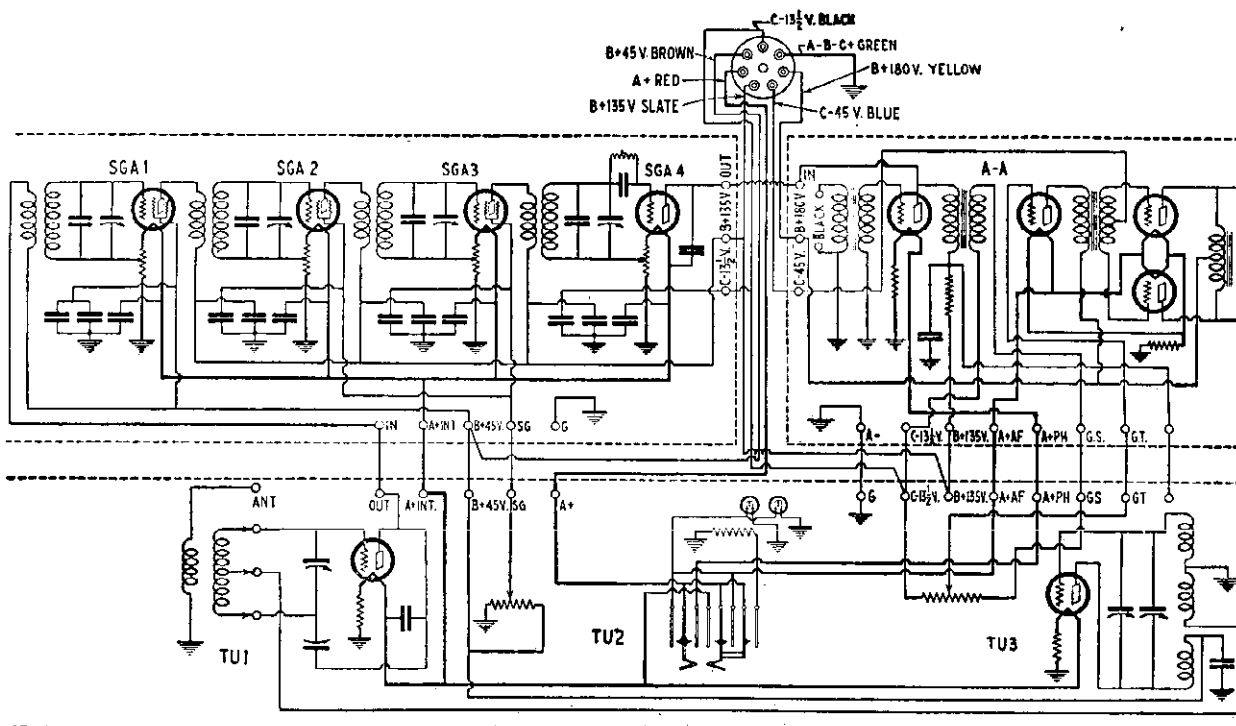 C-13½ V. BLACK
A-B-C+ GREEN
B+45 V. BROWN
B+180 V. YELLOW
A+ RED
B+135 V SLATE
C-45 V. BLUE
SGA 1
SGA 2
SGA 3
SGA 4
A-A
OUT
B+135V
C-13½ V.
IN
B+180V
BLACK
C-45 V.
IN
A+INT
B+45V.
SG
G
A-
C-13½V.
B+135V.
A+AF
A+PH
G.S.
G.T.
ANT
OUT
A+INT.
B+45V.
SG
A+
G
C-13½V.
B+135V.
A+AF
A+PH
GS
GT
TU1
TU2
TU3